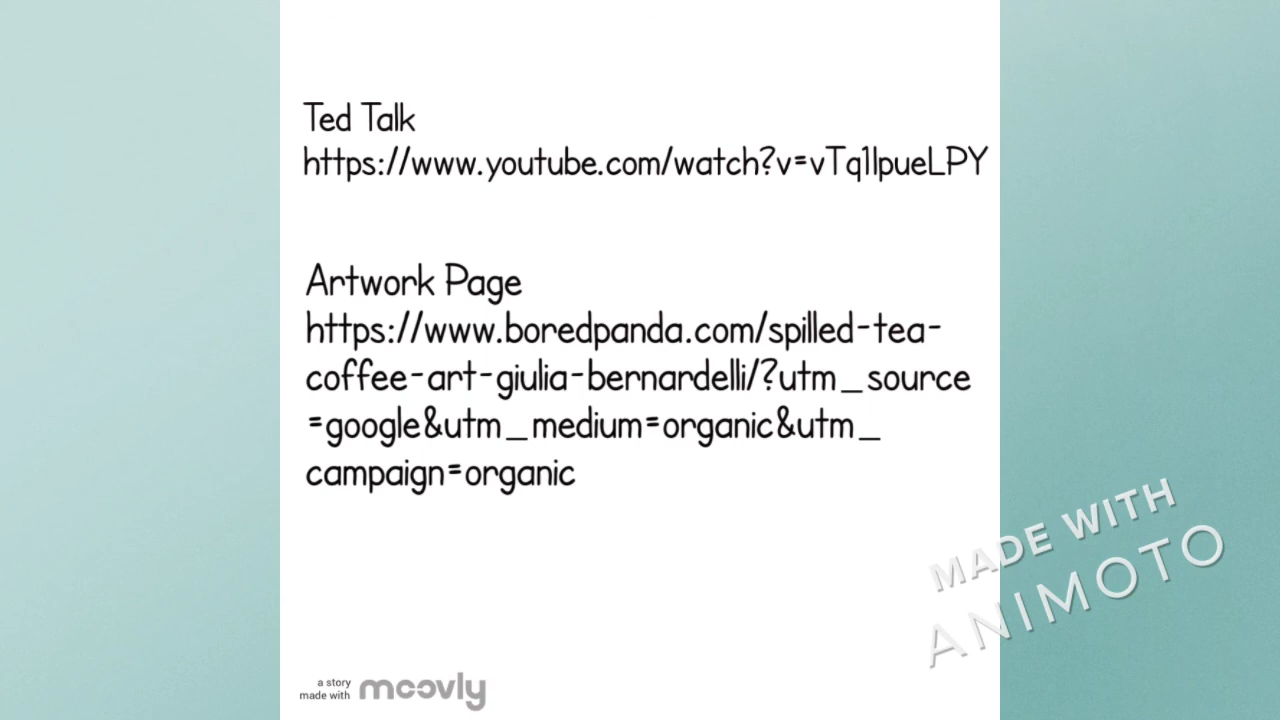 Ted Talk
https://www.youtube.com/watch?v=vTq1lpueLPY
Artwork Page
https://www.boredpanda.com/spilled-tea-
coffee-art-giulia-bernardelli/?utm_source
=google&utm_medium=organic&utm_
campaign=organic
MADE WITH
ANIMOTO
a story
made with moovly